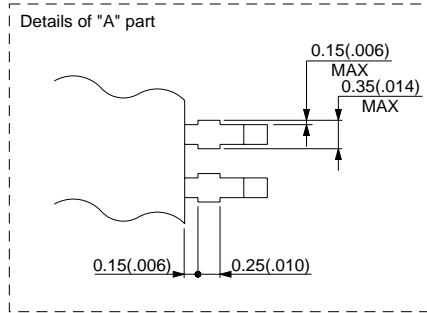 Details of "A" part
0.15(.006)
MAX
0.35(.014)
MAX
0.15(.006)
0.25(.010)